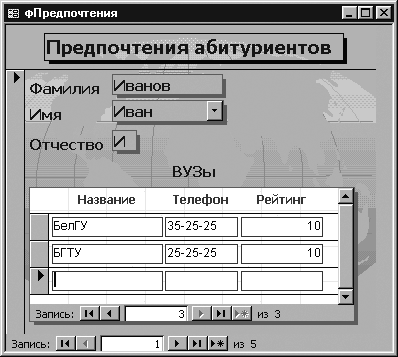 фПредпочтения
Предпочтения абитуриентов
Фамилия Иванов
Имя Иван
Отчество И
ВУЗы
Название Телефон Рейтинг
БелГУ 35-25-25 10
БГТУ 25-25-25 10
Запись: 3 из 3
Запись: 1 из 5